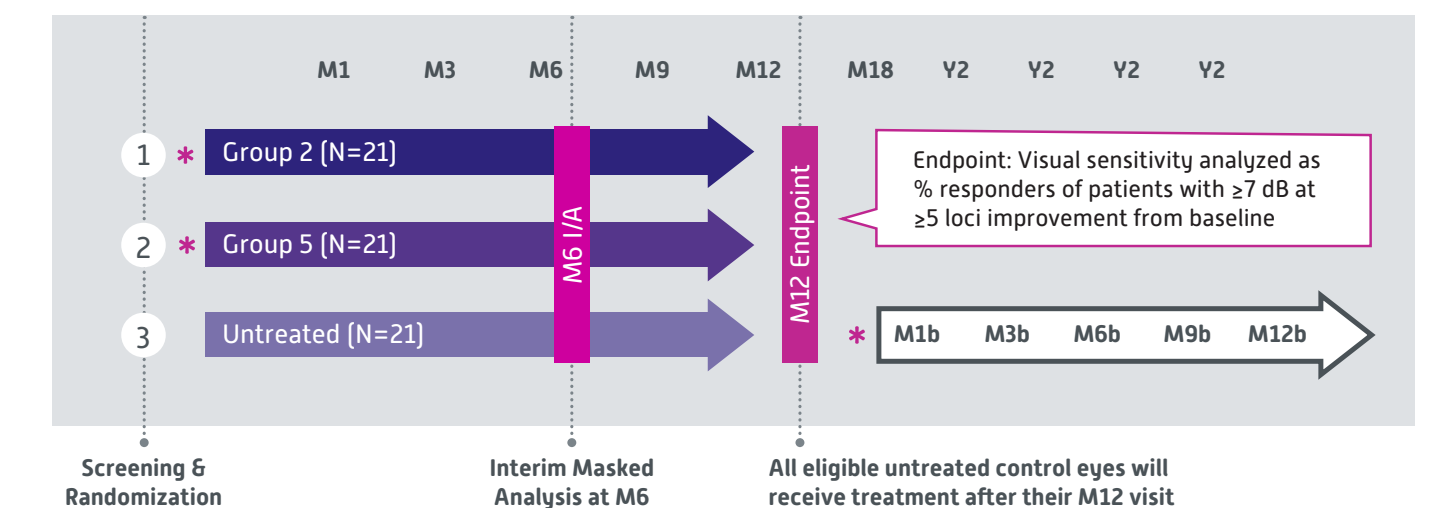 M1 M3 M6 M9 M12 M18 Y2 Y2 Y2 Y2
1 * Group 2 (N=21)
2 * Group 5 (N=21)
3 Untreated (N=21)
M6 I/A
M12 Endpoint
Endpoint: Visual sensitivity analyzed as
% responders of patients with ≥7 dB at
≥5 loci improvement from baseline
* M1b M3b M6b M9b M12b
Screening &
Randomization
Interim Masked
Analysis at M6
All eligible untreated control eyes will
receive treatment after their M12 visit